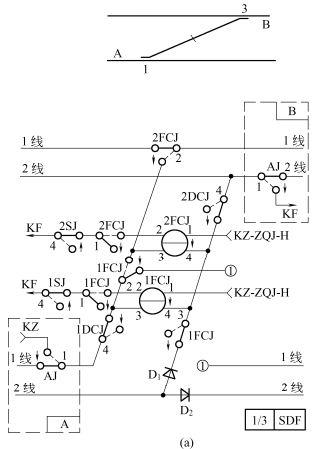 3
B
A
1
B
2FCJ
1线
1线
2
2线
AJ
2线
4
1
2DCJ
KF
2FCJ
KF
2SJ
2FCJ
2
1
KZ-ZQJ-H
4
1
3
4
1FCJ
①
KF
1SJ
1FCJ
2
1FCJ
2
1
KZ-ZQJ-H
4
1
3
4
3
1DCJ
1FCJ
KZ
4
1
1线
①
1线
AJ
D₁
2线
2线
A
D₂
1/3
SDF
(a)